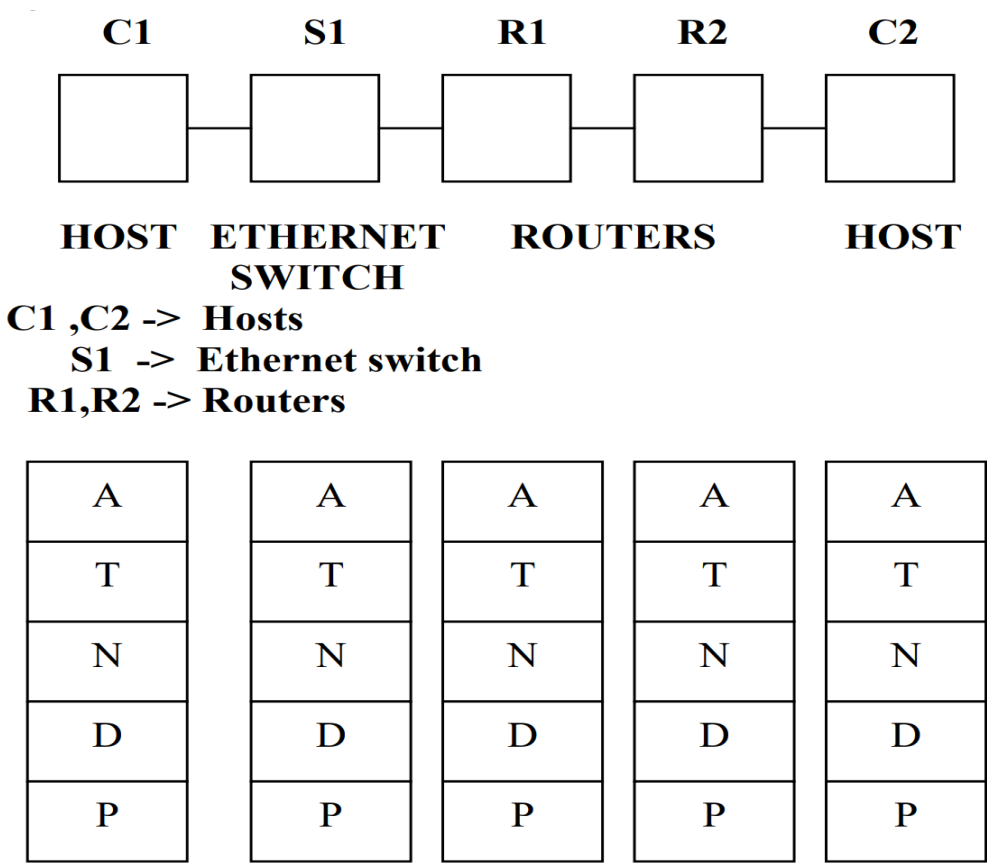 C1 S1 R1 R2 C2
HOST ETHERNET ROUTERS HOST
SWITCH
C1 ,C2 -> Hosts
S1 -> Ethernet switch
R1,R2 -> Routers
A A A A A
T T T T T
N N N N N
D D D D D
P P P P P